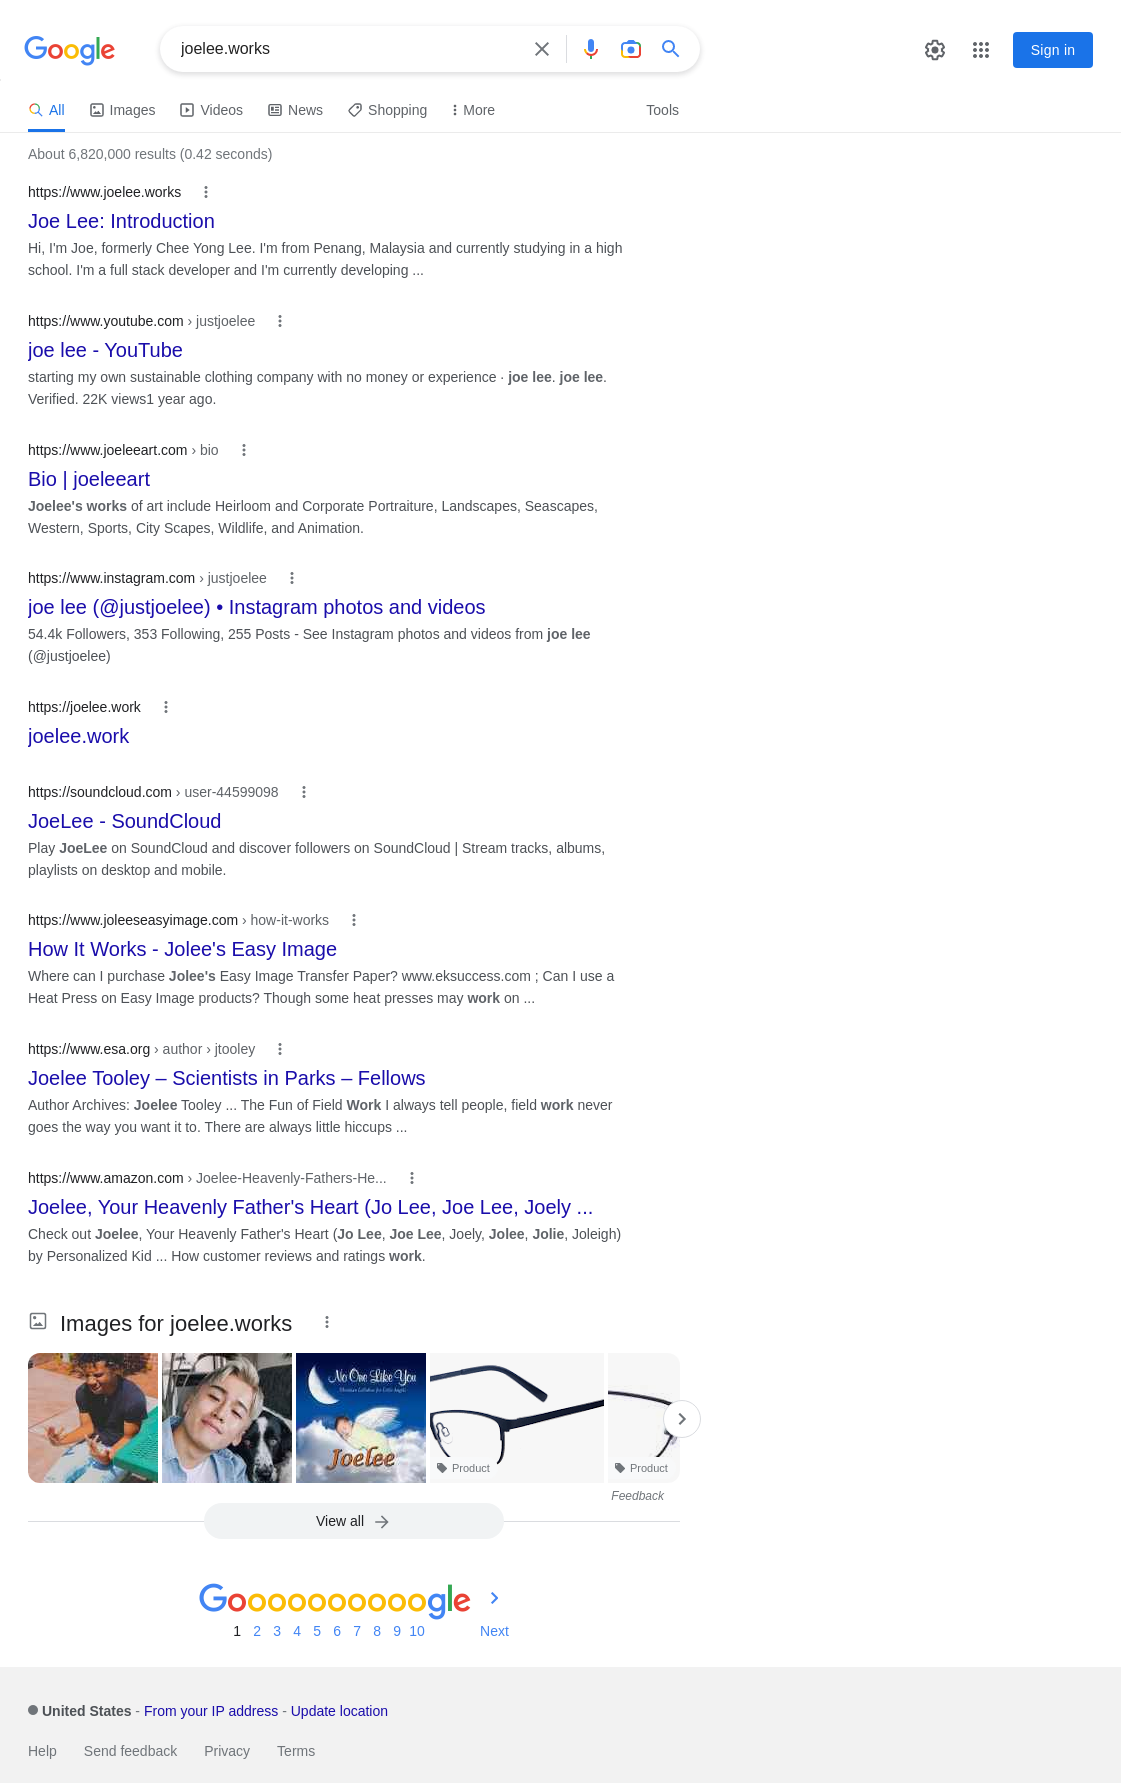 Google
joelee.works
Sign in
All Images Videos News Shopping More Tools
About 6,820,000 results (0.42 seconds)
https://www.joelee.works
Joe Lee: Introduction
Hi, I'm Joe, formerly Chee Yong Lee. I'm from Penang, Malaysia and currently studying in a high
school. I'm a full stack developer and I'm currently developing ...
https://www.youtube.com › justjoelee
joe lee - YouTube
starting my own sustainable clothing company with no money or experience · joe lee. joe lee.
Verified. 22K views1 year ago.
https://www.joeleeart.com › bio
Bio | joeleeart
Joelee's works of art include Heirloom and Corporate Portraiture, Landscapes, Seascapes,
Western, Sports, City Scapes, Wildlife, and Animation.
https://www.instagram.com › justjoelee
joe lee (@justjoelee) • Instagram photos and videos
54.4k Followers, 353 Following, 255 Posts - See Instagram photos and videos from joe lee
(@justjoelee)
https://joelee.work
joelee.work
https://soundcloud.com › user-44599098
JoeLee - SoundCloud
Play JoeLee on SoundCloud and discover followers on SoundCloud | Stream tracks, albums,
playlists on desktop and mobile.
https://www.joleeseasyimage.com › how-it-works
How It Works - Jolee's Easy Image
Where can I purchase Jolee's Easy Image Transfer Paper? www.eksuccess.com ; Can I use a
Heat Press on Easy Image products? Though some heat presses may work on ...
https://www.esa.org › author › jtooley
Joelee Tooley – Scientists in Parks – Fellows
Author Archives: Joelee Tooley ... The Fun of Field Work I always tell people, field work never
goes the way you want it to. There are always little hiccups ...
https://www.amazon.com › Joelee-Heavenly-Fathers-He...
Joelee, Your Heavenly Father's Heart (Jo Lee, Joe Lee, Joely ...
Check out Joelee, Your Heavenly Father's Heart (Jo Lee, Joe Lee, Joely, Jolee, Jolie, Joleigh)
by Personalized Kid ... How customer reviews and ratings work.
Images for joelee.works
No One Like You
Christian Lullabies for Little Angels
Joelee
Product
Product
Feedback
View all
Goooooooooogle
1 2 3 4 5 6 7 8 9 10 Next
United States - From your IP address - Update location
Help Send feedback Privacy Terms